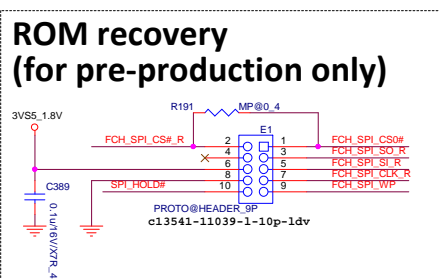 ROM recovery
(for pre-production only)
3VS5_1.8V
R191
MP@0_4
E1
FCH_SPI_CS#_R
2
1
FCH_SPI_CS0#
4
3
FCH_SPI_SO_R
6
5
FCH_SPI_SI_R
8
7
FCH_SPI_CLK_R
SPI_HOLD#
10
9
FCH_SPI_WP
C389
0.1u/16V/X7R_4
PROTO@HEADER_9P
c13541-11039-l-10p-ldv